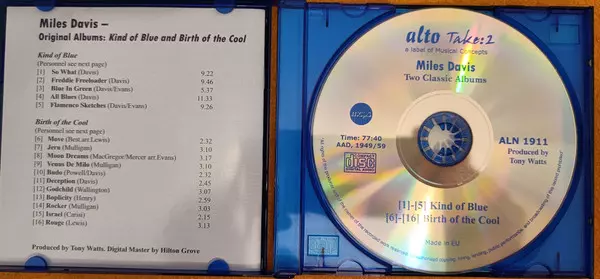 Miles Davis –
Original Albums: Kind of Blue and Birth of the Cool
Kind of Blue
(Personnel see next page)
[1] So What (Davis) 9.22
[2] Freddie Freeloader (Davis) 9.46
[3] Blue In Green (Davis/Evans) 5.37
[4] All Blues (Davis) 11.33
[5] Flamenco Sketches (Davis/Evans) 9.26
Birth of the Cool
(Personnel see next page)
[6] Move (Best.arr.Lewis) 2.32
[7] Jeru (Mulligan) 3.10
[8] Moon Dreams (MacGregor/Mercer arr.Evans) 3.17
[9] Venus De Milo (Mulligan) 3.10
[10] Budo (Powell/Davis) 2.32
[11] Deception (Davis) 2.45
[12] Godchild (Wallington) 3.07
[13] Boplicity (Henry) 2.59
[14] Rocker (Mulligan) 3.03
[15] Israel (Carisi) 2.15
[16] Rouge (Lewis) 3.13
Produced by Tony Watts. Digital Master by Hilton Grove
alto Take:2
a label of Musical Concepts
Miles Davis
Two Classic Albums
Time: 77:40
AAD, 1949/59
COMPACT
disc
DIGITAL AUDIO
ALN 1911
Produced by
Tony Watts
[1]-[5] Kind of Blue
[6]-[16] Birth of the Cool
Made in EU